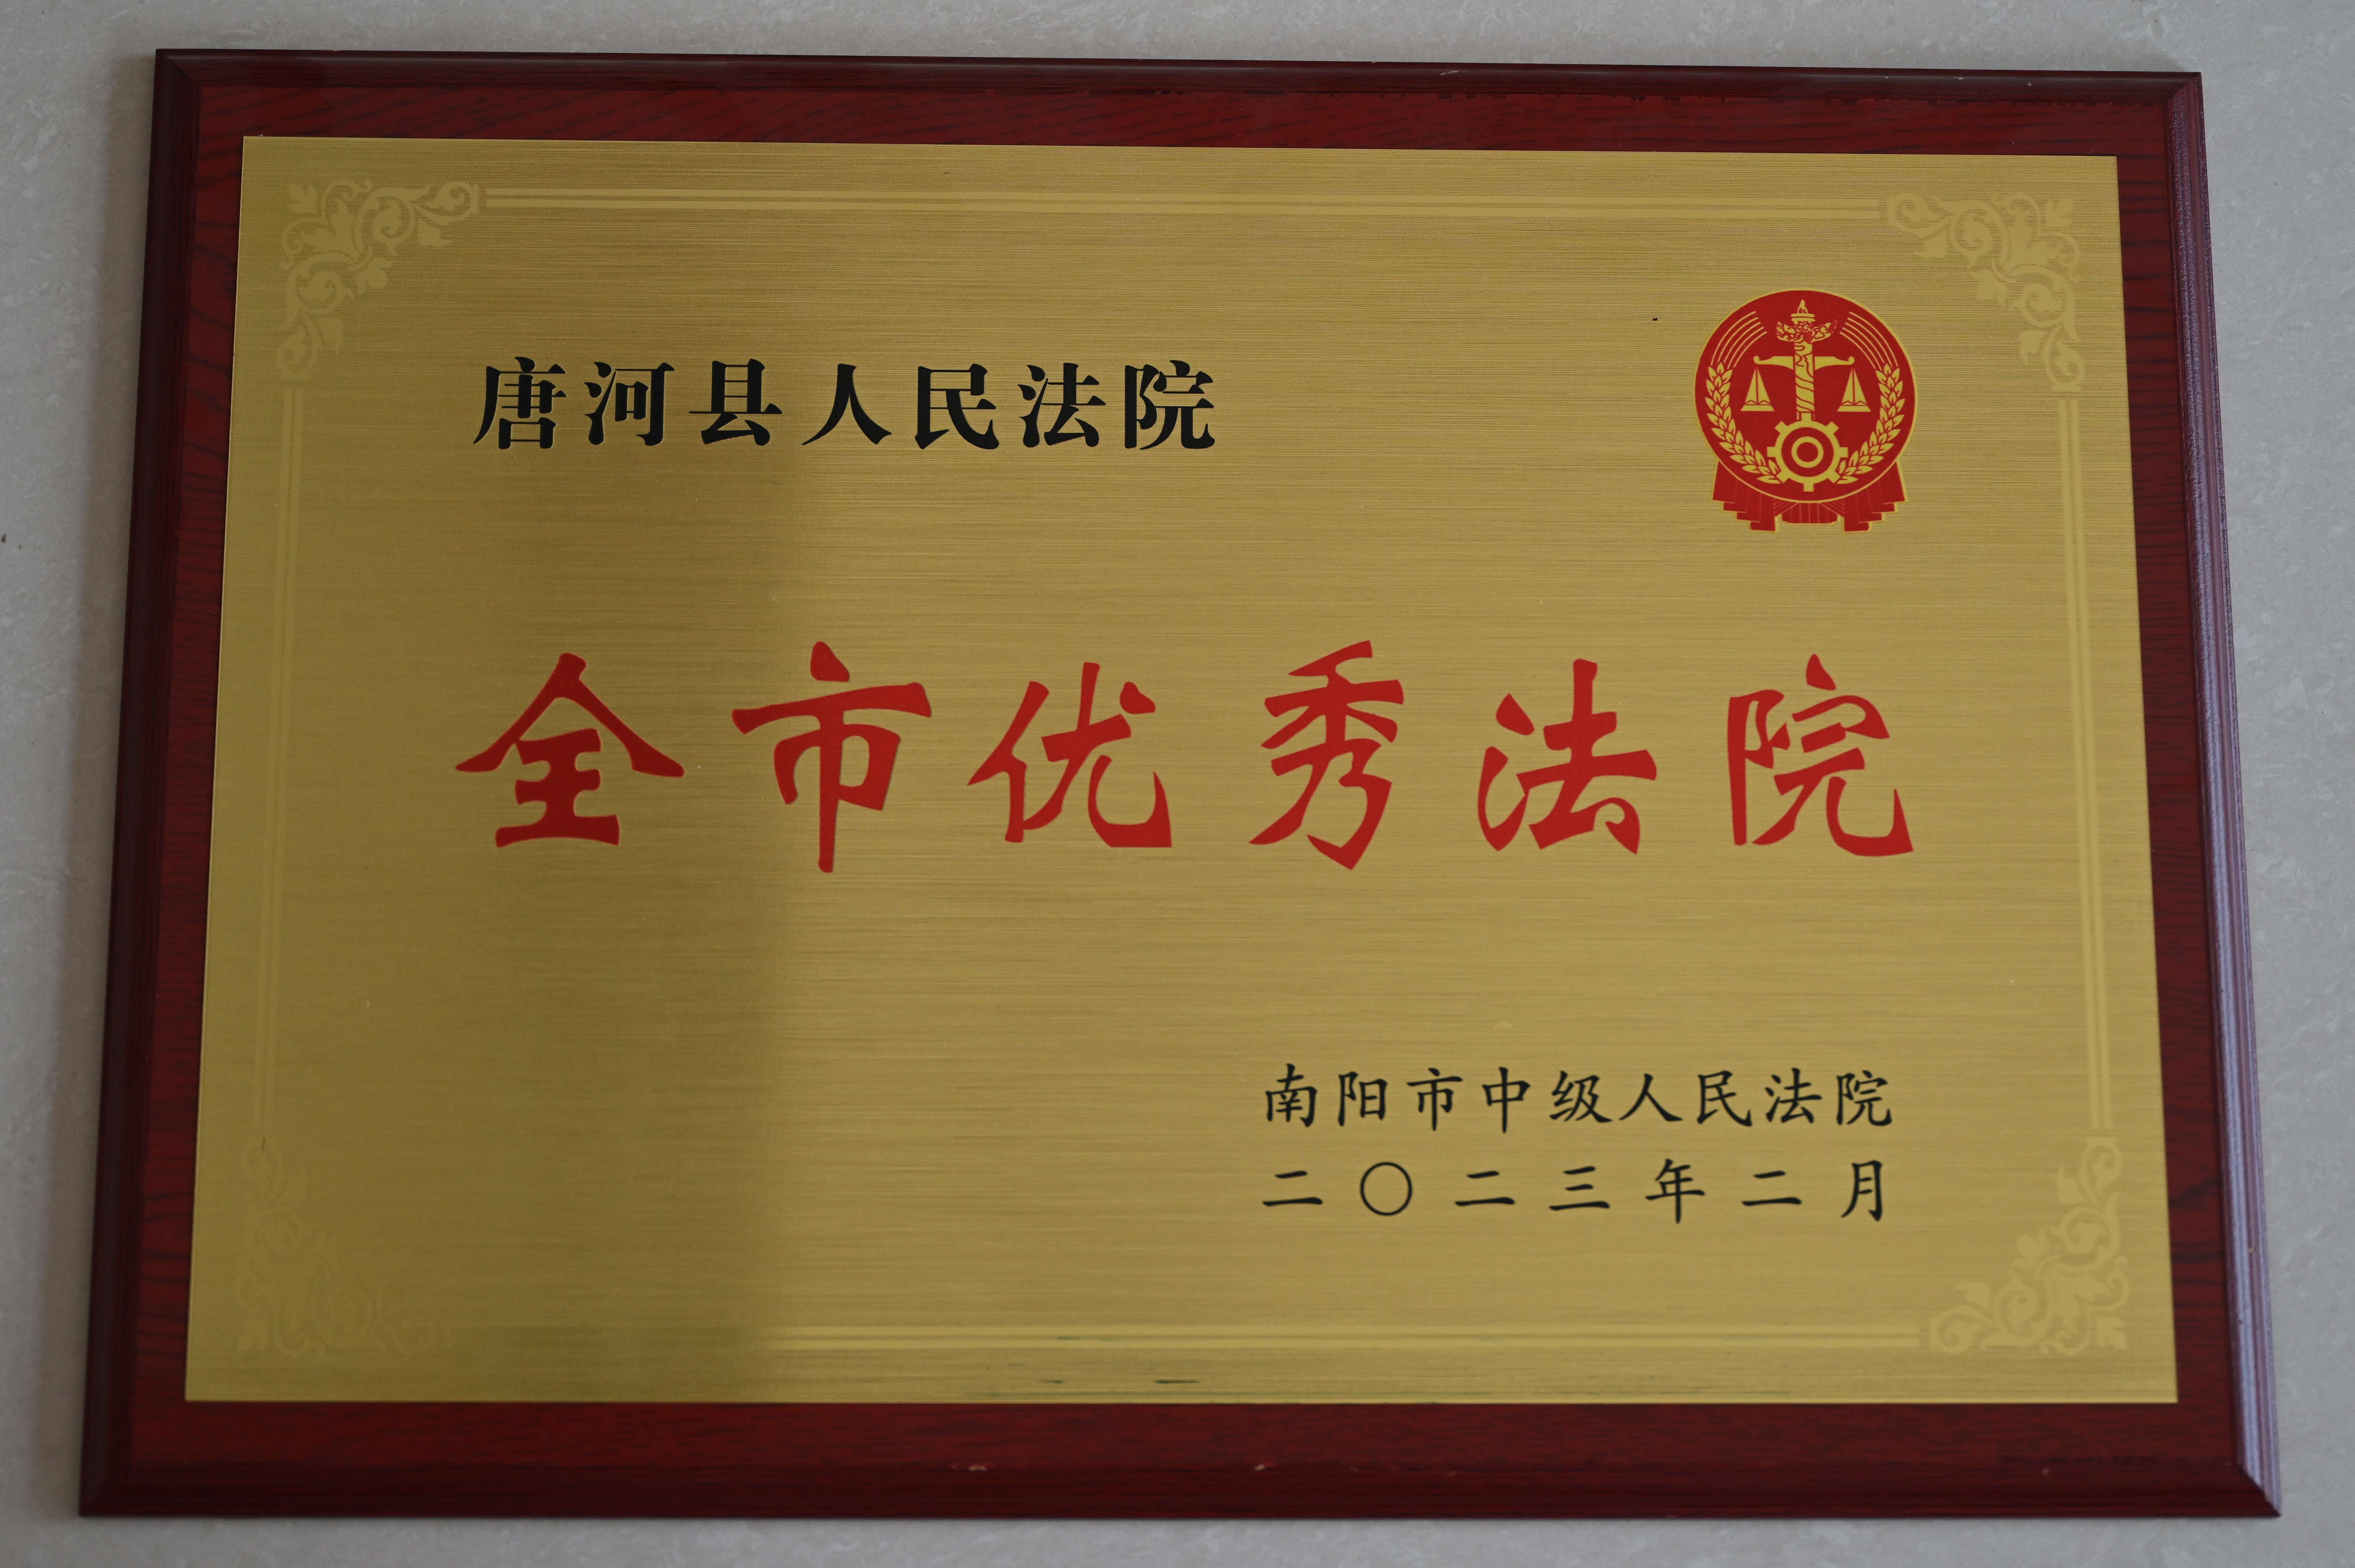 唐河县人民法院
全市优秀法院
南阳市中级人民法院
二〇二三年二月